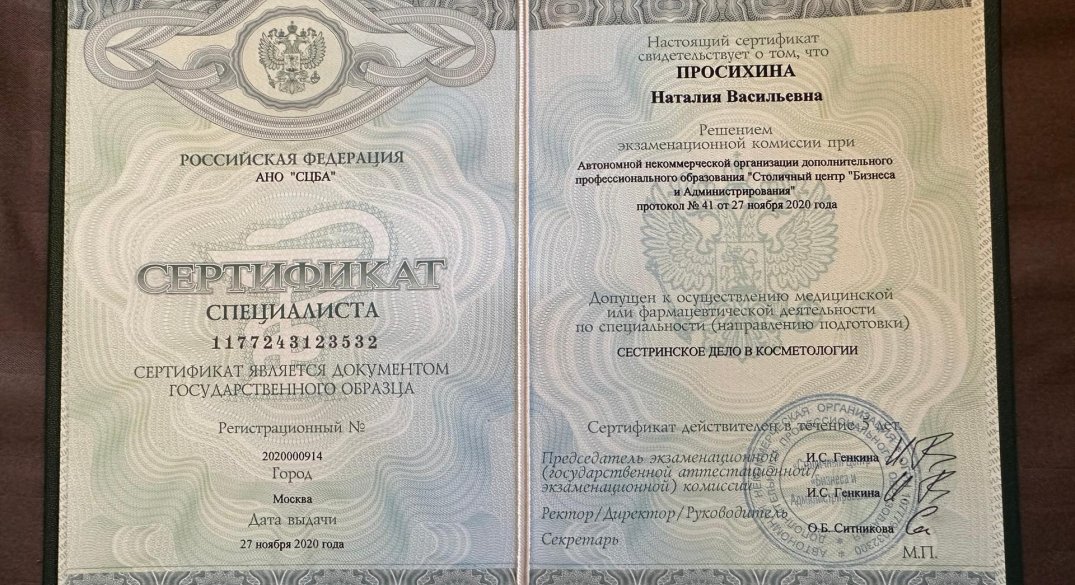 РОССИЙСКАЯ ФЕДЕРАЦИЯ
АНО "СЦБА"
СЕРТИФИКАТ
СПЕЦИАЛИСТА
1177243123532
СЕРТИФИКАТ ЯВЛЯЕТСЯ ДОКУМЕНТОМ
ГОСУДАРСТВЕННОГО ОБРАЗЦА
Регистрационный №
2020000914
Город
Москва
Дата выдачи
27 ноября 2020 года
Настоящий сертификат
свидетельствует о том, что
ПРОСИХИНА
Наталия Васильевна
Решением
экзаменационной комиссии при
Автономной некоммерческой организации дополнительного
профессионального образования "Столичный центр "Бизнеса
и Администрирования"
протокол № 41 от 27 ноября 2020 года
Допущен к осуществлению медицинской
или фармацевтической деятельности
по специальности (направлению подготовки)
СЕСТРИНСКОЕ ДЕЛО В КОСМЕТОЛОГИИ
Сертификат действителен в течение 5 лет.
Председатель экзаменационной
(государственной аттестационной/
экзаменационной) комиссии
И.С. Генкина
И.С. Генкина
Ректор/Директор/Руководитель
О.Б. Ситникова
Секретарь
М.П.